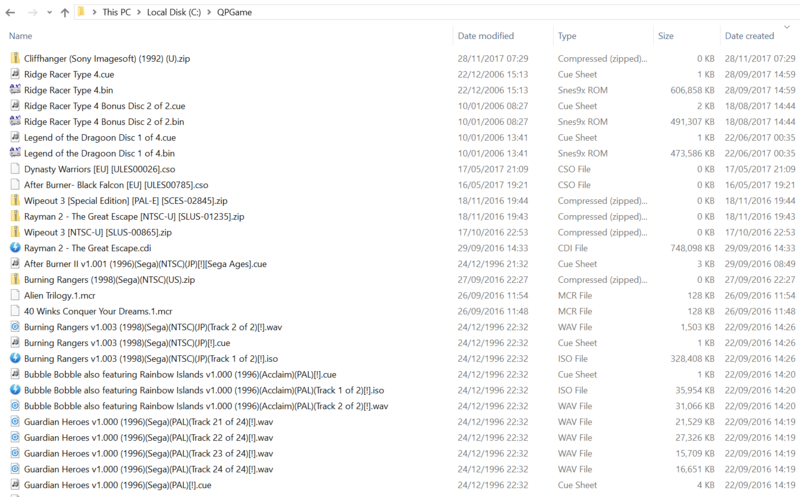 This PC > Local Disk (C:) > QPGame
Name Date modified Type Size Date created
Cliffhanger (Sony Imagesoft) (1992) (U).zip 28/11/2017 07:29 Compressed (zipped)... 0 KB 28/11/2017 07:29
Ridge Racer Type 4.cue 22/12/2006 15:13 Cue Sheet 1 KB 28/09/2017 14:59
Ridge Racer Type 4.bin 22/12/2006 15:13 Snes9x ROM 606,858 KB 28/09/2017 14:59
Ridge Racer Type 4 Bonus Disc 2 of 2.cue 10/01/2006 08:27 Cue Sheet 2 KB 18/08/2017 14:44
Ridge Racer Type 4 Bonus Disc 2 of 2.bin 10/01/2006 08:27 Snes9x ROM 491,307 KB 18/08/2017 14:44
Legend of the Dragoon Disc 1 of 4.cue 10/01/2006 13:41 Cue Sheet 1 KB 22/06/2017 00:35
Legend of the Dragoon Disc 1 of 4.bin 10/01/2006 13:41 Snes9x ROM 473,586 KB 22/06/2017 00:35
Dynasty Warriors [EU] [ULES00026].cso 17/05/2017 21:09 CSO File 0 KB 17/05/2017 21:09
After Burner- Black Falcon [EU] [ULES00785].cso 16/05/2017 19:21 CSO File 0 KB 16/05/2017 19:21
Wipeout 3 [Special Edition] [PAL-E] [SCES-02845].zip 18/11/2016 19:44 Compressed (zipped)... 0 KB 18/11/2016 19:44
Rayman 2 - The Great Escape [NTSC-U] [SLUS-01235].zip 18/11/2016 19:43 Compressed (zipped)... 0 KB 18/11/2016 19:43
Wipeout 3 [NTSC-U] [SLUS-00865].zip 17/10/2016 22:53 Compressed (zipped)... 0 KB 17/10/2016 22:53
Rayman 2 - The Great Escape.cdi 29/09/2016 14:33 CDI File 748,098 KB 29/09/2016 14:33
After Burner II v1.001 (1996)(Sega)(NTSC)(JP)[!][Sega Ages].cue 24/12/1996 21:32 Cue Sheet 3 KB 29/09/2016 08:49
Burning Rangers (1998)(Sega)(NTSC)(US).zip 27/09/2016 22:27 Compressed (zipped)... 0 KB 27/09/2016 22:27
Alien Trilogy.1.mcr 26/09/2016 11:54 MCR File 128 KB 26/09/2016 11:54
40 Winks Conquer Your Dreams.1.mcr 26/09/2016 11:48 MCR File 128 KB 26/09/2016 11:48
Burning Rangers v1.003 (1998)(Sega)(NTSC)(JP)(Track 2 of 2)[!].wav 24/12/1996 22:32 WAV File 1,503 KB 22/09/2016 14:26
Burning Rangers v1.003 (1998)(Sega)(NTSC)(JP)[!].cue 24/12/1996 22:32 Cue Sheet 1 KB 22/09/2016 14:26
Burning Rangers v1.003 (1998)(Sega)(NTSC)(JP)(Track 1 of 2)[!].iso 24/12/1996 22:32 ISO File 328,408 KB 22/09/2016 14:26
Bubble Bobble also featuring Rainbow Islands v1.000 (1996)(Acclaim)(PAL)[!].cue 24/12/1996 22:32 Cue Sheet 1 KB 22/09/2016 14:20
Bubble Bobble also featuring Rainbow Islands v1.000 (1996)(Acclaim)(PAL)(Track 1 of 2)[!].iso 24/12/1996 22:32 ISO File 35,954 KB 22/09/2016 14:20
Bubble Bobble also featuring Rainbow Islands v1.000 (1996)(Acclaim)(PAL)(Track 2 of 2)[!].wav 24/12/1996 22:32 WAV File 31,066 KB 22/09/2016 14:20
Guardian Heroes v1.000 (1996)(Sega)(PAL)(Track 21 of 24)[!].wav 24/12/1996 22:32 WAV File 21,529 KB 22/09/2016 14:19
Guardian Heroes v1.000 (1996)(Sega)(PAL)(Track 22 of 24)[!].wav 24/12/1996 22:32 WAV File 27,326 KB 22/09/2016 14:19
Guardian Heroes v1.000 (1996)(Sega)(PAL)(Track 23 of 24)[!].wav 24/12/1996 22:32 WAV File 15,709 KB 22/09/2016 14:19
Guardian Heroes v1.000 (1996)(Sega)(PAL)(Track 24 of 24)[!].wav 24/12/1996 22:32 WAV File 16,651 KB 22/09/2016 14:19
Guardian Heroes v1.000 (1996)(Sega)(PAL)[!].cue 24/12/1996 22:32 Cue Sheet 4 KB 22/09/2016 14:19